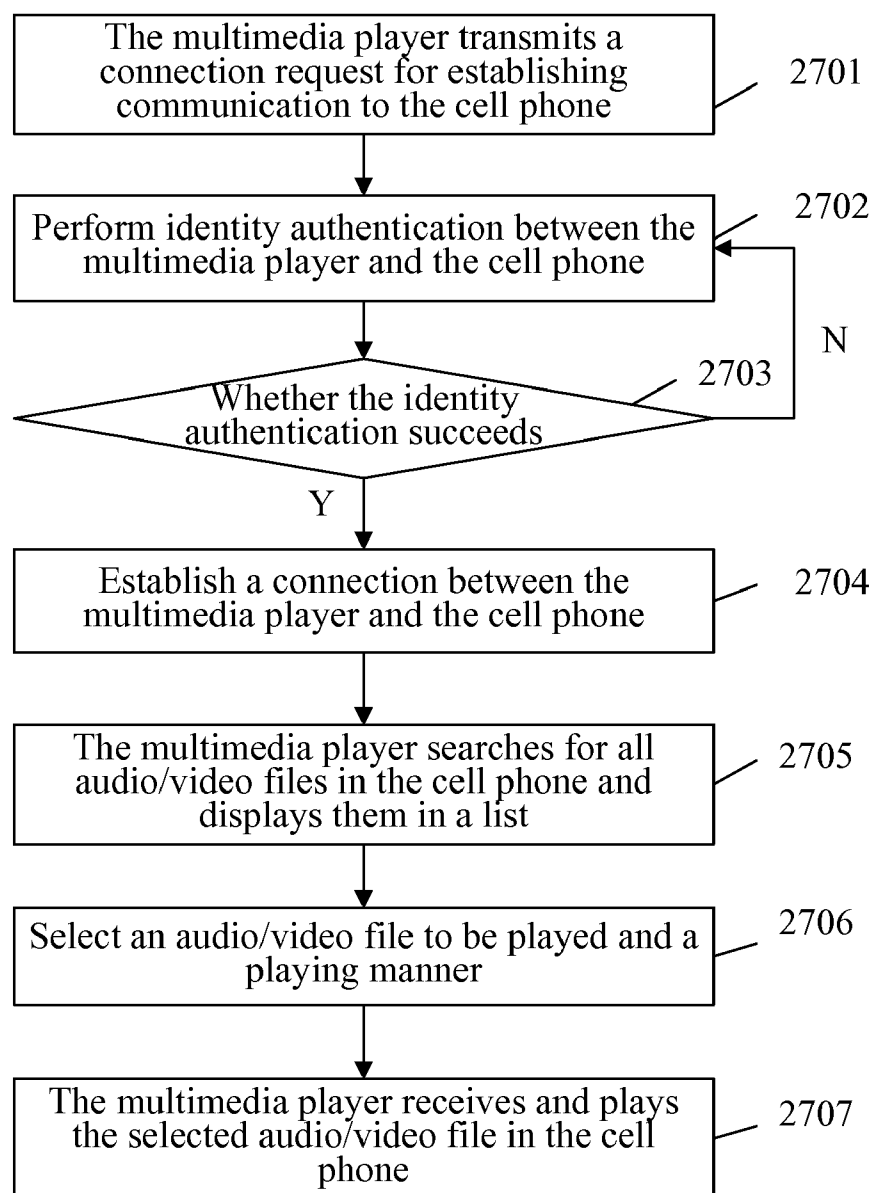 The multimedia player transmits a
connection request for establishing
communication to the cell phone
2701
Perform identity authentication between the
multimedia player and the cell phone
2702
Whether the identity
authentication succeeds
2703
N
Y
Establish a connection between the
multimedia player and the cell phone
2704
The multimedia player searches for all
audio/video files in the cell phone and
displays them in a list
2705
Select an audio/video file to be played and a
playing manner
2706
The multimedia player receives and plays
the selected audio/video file in the cell
phone
2707